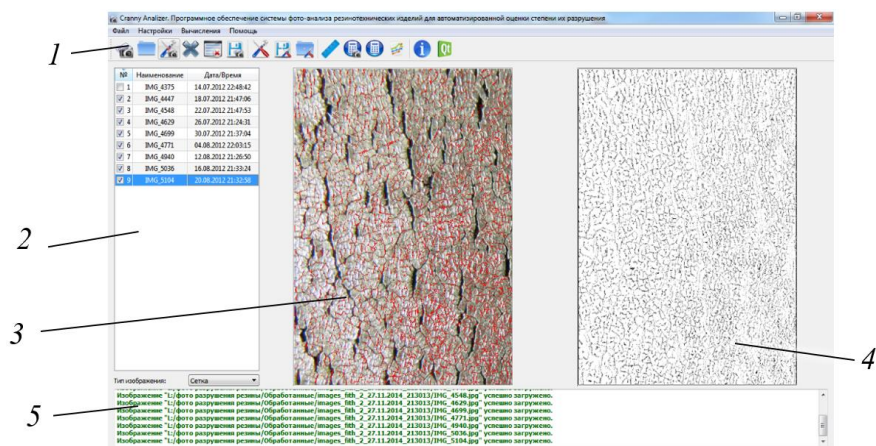 Cranny Analizer. Программное обеспечение системы фото-анализа резинотехнических изделий для автоматизированной оценки степени их разрушения
Файл Настройки Вычисления Помощь
1
№ Наименование Дата/Время
1 IMG_4375 14.07.2012 22:48:42
2 IMG_4447 18.07.2012 21:47:06
3 IMG_4548 22.07.2012 21:47:53
4 IMG_4629 26.07.2012 21:24:31
5 IMG_4699 30.07.2012 21:37:04
6 IMG_4771 04.08.2012 22:03:15
7 IMG_4940 12.08.2012 21:26:50
8 IMG_5036 16.08.2012 21:33:24
9 IMG_5104 20.08.2012 21:32:58
2
3
4
Тип изображения: Сетка
5
Изображение "L:/фото разрушения резины/Обработанные/images_fith_2_27.11.2014_213013/IMG_4548.jpg" успешно загружено.
Изображение "L:/фото разрушения резины/Обработанные/images_fith_2_27.11.2014_213013/IMG_4629.jpg" успешно загружено.
Изображение "L:/фото разрушения резины/Обработанные/images_fith_2_27.11.2014_213013/IMG_4699.jpg" успешно загружено.
Изображение "L:/фото разрушения резины/Обработанные/images_fith_2_27.11.2014_213013/IMG_4771.jpg" успешно загружено.
Изображение "L:/фото разрушения резины/Обработанные/images_fith_2_27.11.2014_213013/IMG_4940.jpg" успешно загружено.
Изображение "L:/фото разрушения резины/Обработанные/images_fith_2_27.11.2014_213013/IMG_5036.jpg" успешно загружено.
Изображение "L:/фото разрушения резины/Обработанные/images_fith_2_27.11.2014_213013/IMG_5104.jpg" успешно загружено.